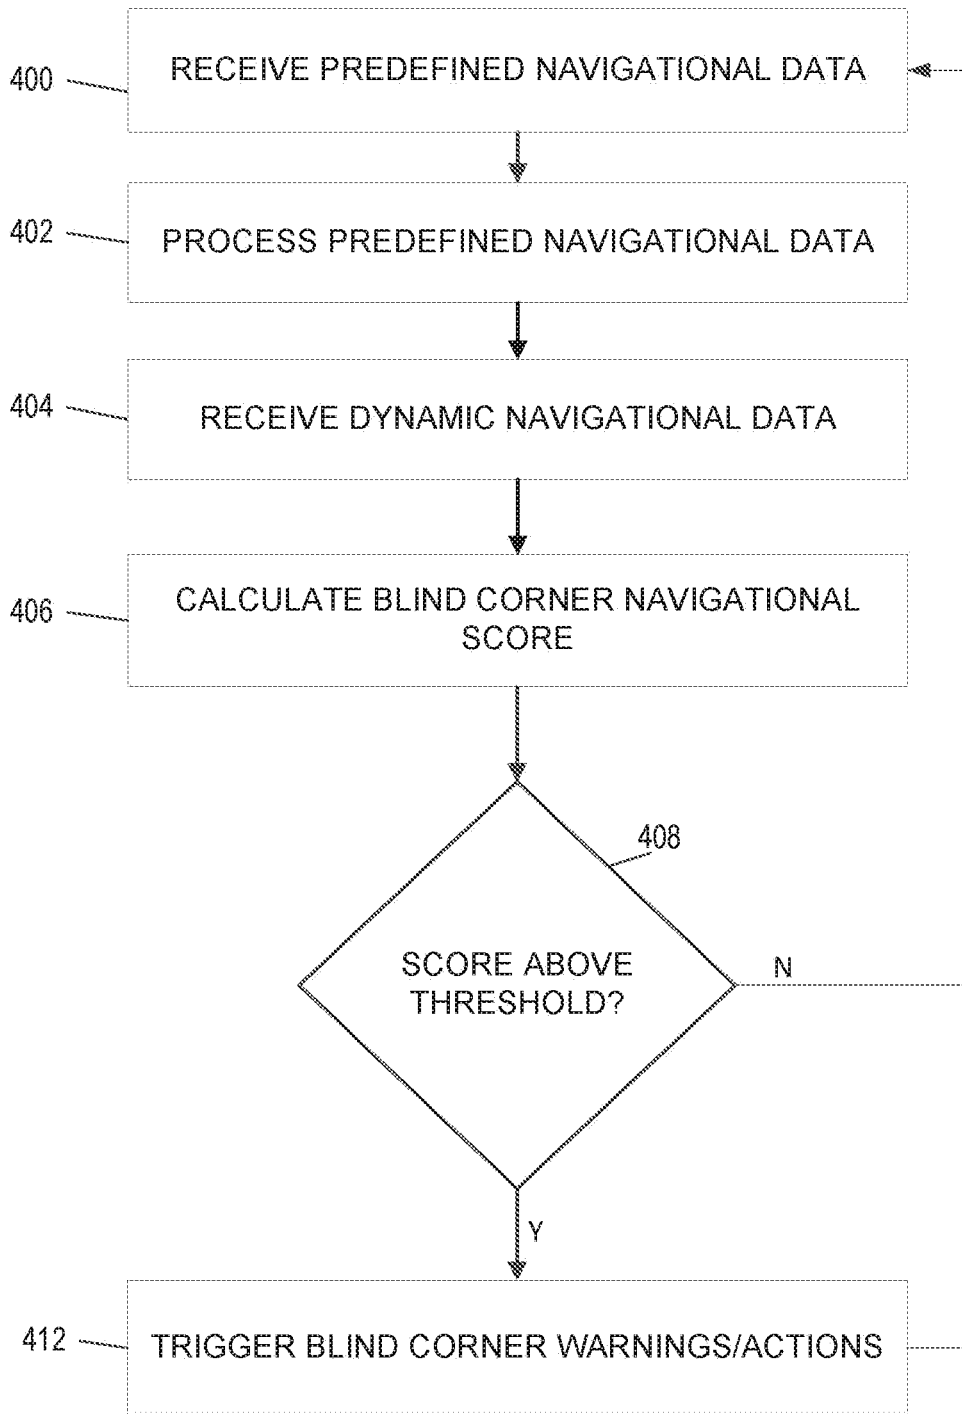 400
RECEIVE PREDEFINED NAVIGATIONAL DATA
402
PROCESS PREDEFINED NAVIGATIONAL DATA
404
RECEIVE DYNAMIC NAVIGATIONAL DATA
406
CALCULATE BLIND CORNER NAVIGATIONAL
SCORE
408
SCORE ABOVE
THRESHOLD?
N
Y
412
TRIGGER BLIND CORNER WARNINGS/ACTIONS